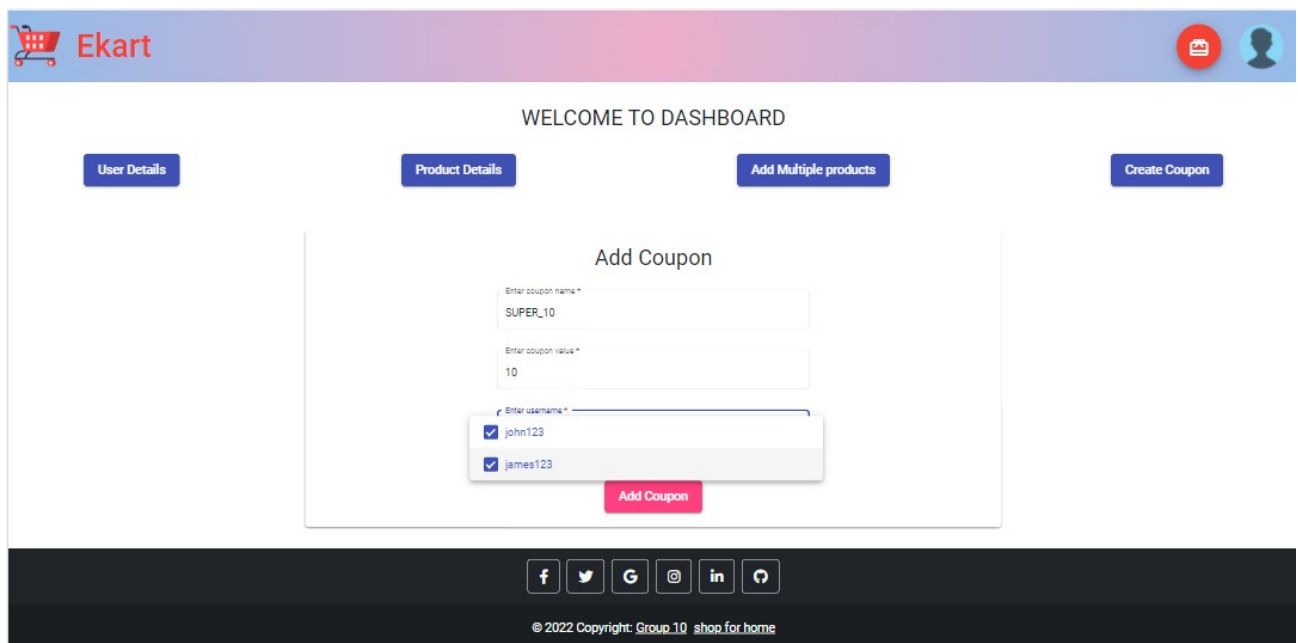 Ekart
WELCOME TO DASHBOARD
User Details
Product Details
Add Multiple products
Create Coupon
Add Coupon
Enter coupon name *
SUPER_10
Enter coupon value *
10
Enter username *
john123
james123
Add Coupon
© 2022 Copyright: Group 10 shop for home